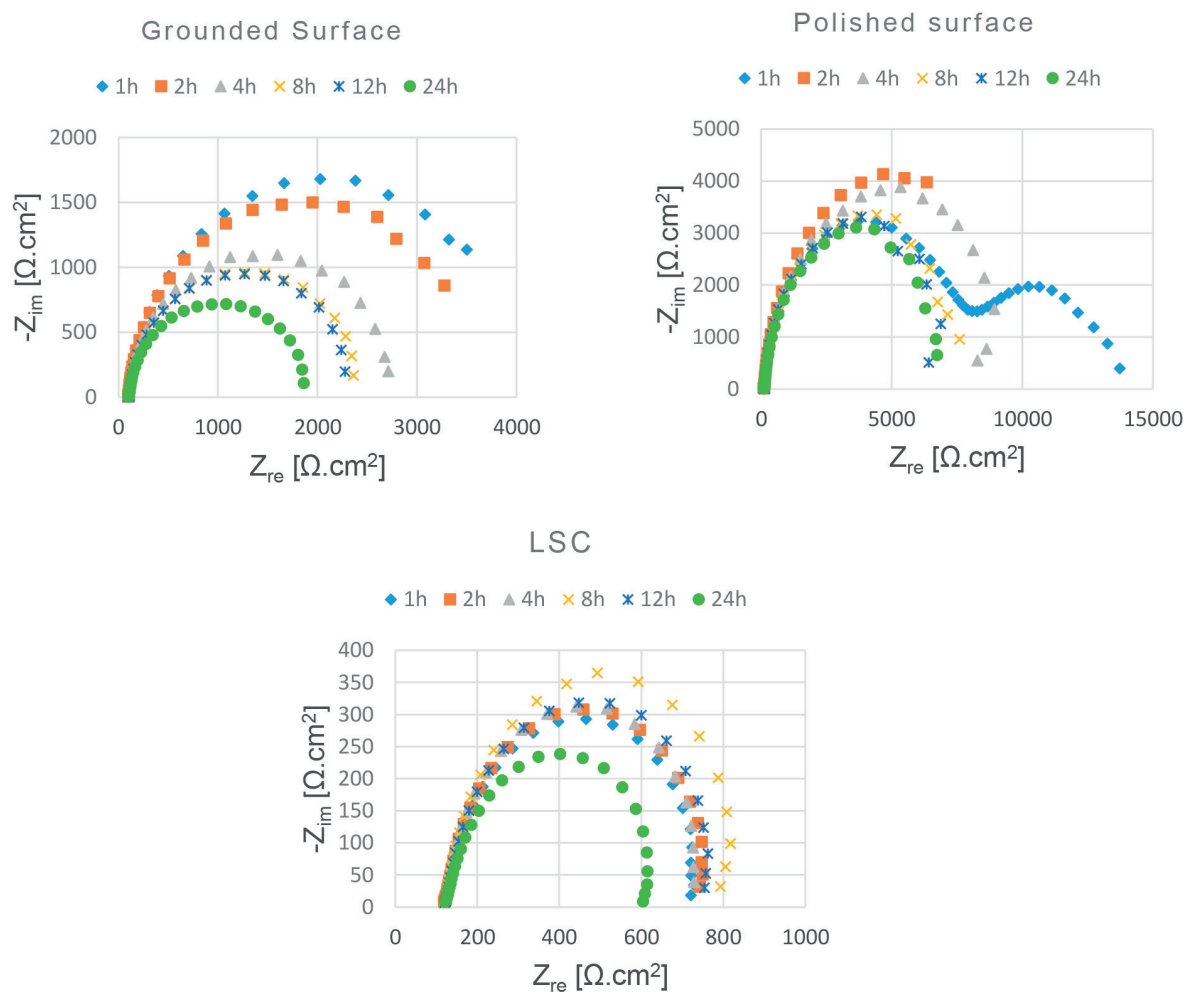 Grounded Surface
1h 2h 4h 8h 12h 24h
2000
1500
1000
500
0
0 1000 2000 3000 4000
-Zim [Ω.cm²]
Zre [Ω.cm²]
Polished surface
1h 2h 4h 8h 12h 24h
5000
4000
3000
2000
1000
0
0 5000 10000 15000
-Zim [Ω.cm²]
Zre [Ω.cm²]
LSC
1h 2h 4h 8h 12h 24h
400
350
300
250
200
150
100
50
0
0 200 400 600 800 1000
-Zim [Ω.cm²]
Zre [Ω.cm²]